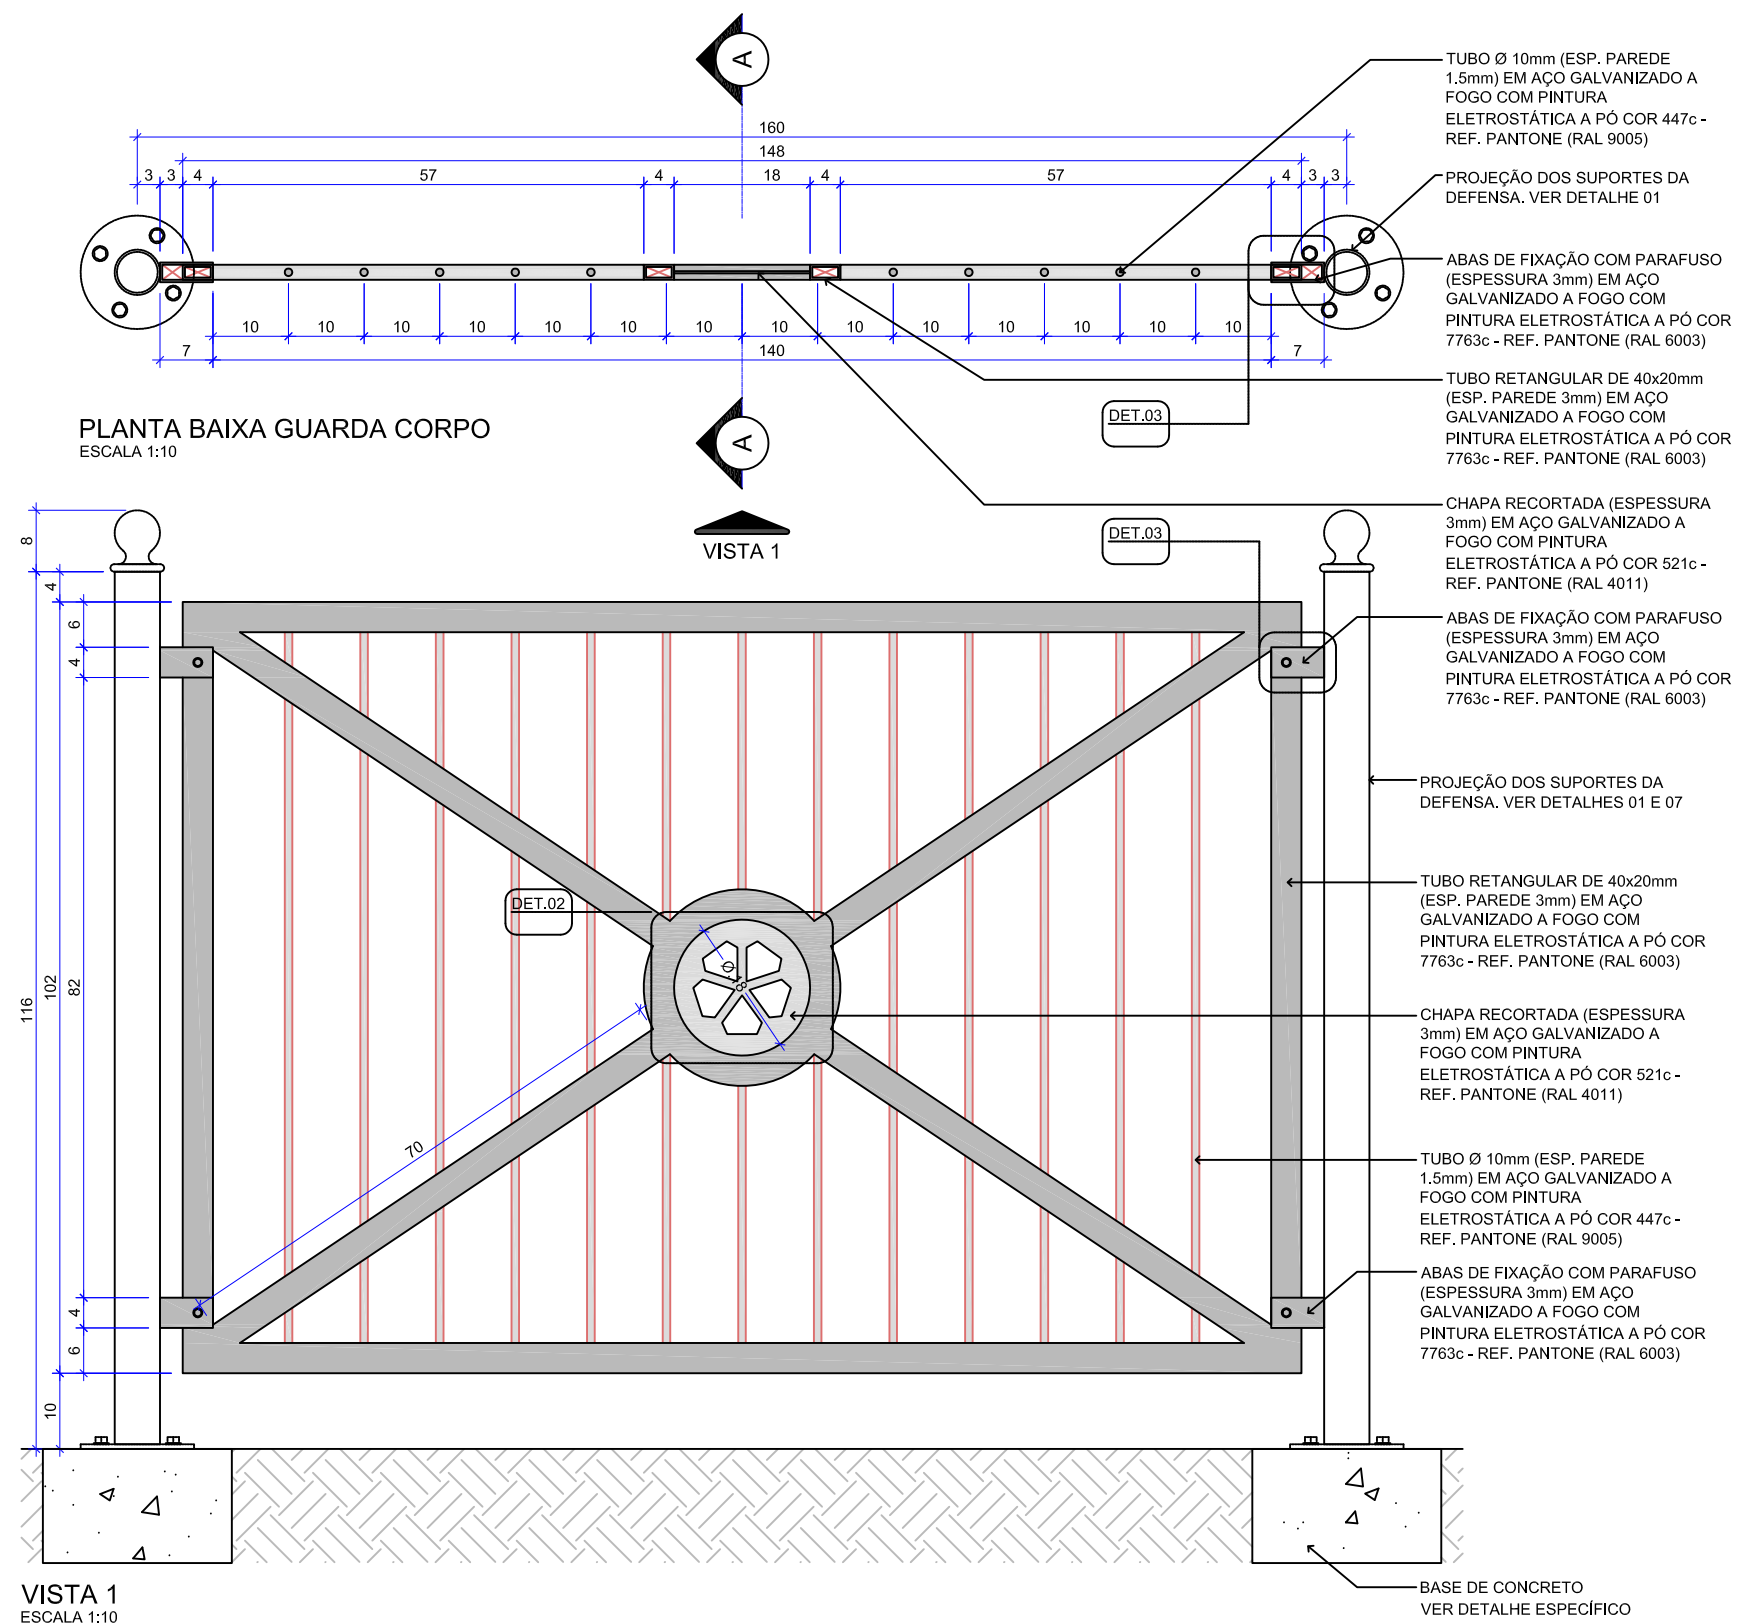 A
160
148
3
3
4
57
4
18
4
57
4
3
3
10
10
10
10
10
10
10
10
10
10
10
10
10
10
7
140
7
PLANTA BAIXA GUARDA CORPO
ESCALA 1:10
A
VISTA 1
DET.03
DET.03
TUBO Ø 10mm (ESP. PAREDE
1.5mm) EM AÇO GALVANIZADO A
FOGO COM PINTURA
ELETROSTÁTICA A PÓ COR 447c -
REF. PANTONE (RAL 9005)
PROJEÇÃO DOS SUPORTES DA
DEFENSA. VER DETALHE 01
ABAS DE FIXAÇÃO COM PARAFUSO
(ESPESSURA 3mm) EM AÇO
GALVANIZADO A FOGO COM
PINTURA ELETROSTÁTICA A PÓ COR
7763c - REF. PANTONE (RAL 6003)
TUBO RETANGULAR DE 40x20mm
(ESP. PAREDE 3mm) EM AÇO
GALVANIZADO A FOGO COM
PINTURA ELETROSTÁTICA A PÓ COR
7763c - REF. PANTONE (RAL 6003)
CHAPA RECORTADA (ESPESSURA
3mm) EM AÇO GALVANIZADO A
FOGO COM PINTURA
ELETROSTÁTICA A PÓ COR 521c -
REF. PANTONE (RAL 4011)
ABAS DE FIXAÇÃO COM PARAFUSO
(ESPESSURA 3mm) EM AÇO
GALVANIZADO A FOGO COM
PINTURA ELETROSTÁTICA A PÓ COR
7763c - REF. PANTONE (RAL 6003)
PROJEÇÃO DOS SUPORTES DA
DEFENSA. VER DETALHES 01 E 07
TUBO RETANGULAR DE 40x20mm
(ESP. PAREDE 3mm) EM AÇO
GALVANIZADO A FOGO COM
PINTURA ELETROSTÁTICA A PÓ COR
7763c - REF. PANTONE (RAL 6003)
CHAPA RECORTADA (ESPESSURA
3mm) EM AÇO GALVANIZADO A
FOGO COM PINTURA
ELETROSTÁTICA A PÓ COR 521c -
REF. PANTONE (RAL 4011)
TUBO Ø 10mm (ESP. PAREDE
1.5mm) EM AÇO GALVANIZADO A
FOGO COM PINTURA
ELETROSTÁTICA A PÓ COR 447c -
REF. PANTONE (RAL 9005)
ABAS DE FIXAÇÃO COM PARAFUSO
(ESPESSURA 3mm) EM AÇO
GALVANIZADO A FOGO COM
PINTURA ELETROSTÁTICA A PÓ COR
7763c - REF. PANTONE (RAL 6003)
BASE DE CONCRETO
VER DETALHE ESPECÍFICO
8
116
4
102
10
6
4
82
4
6
DET.02
Ø 18
70
VISTA 1
ESCALA 1:10